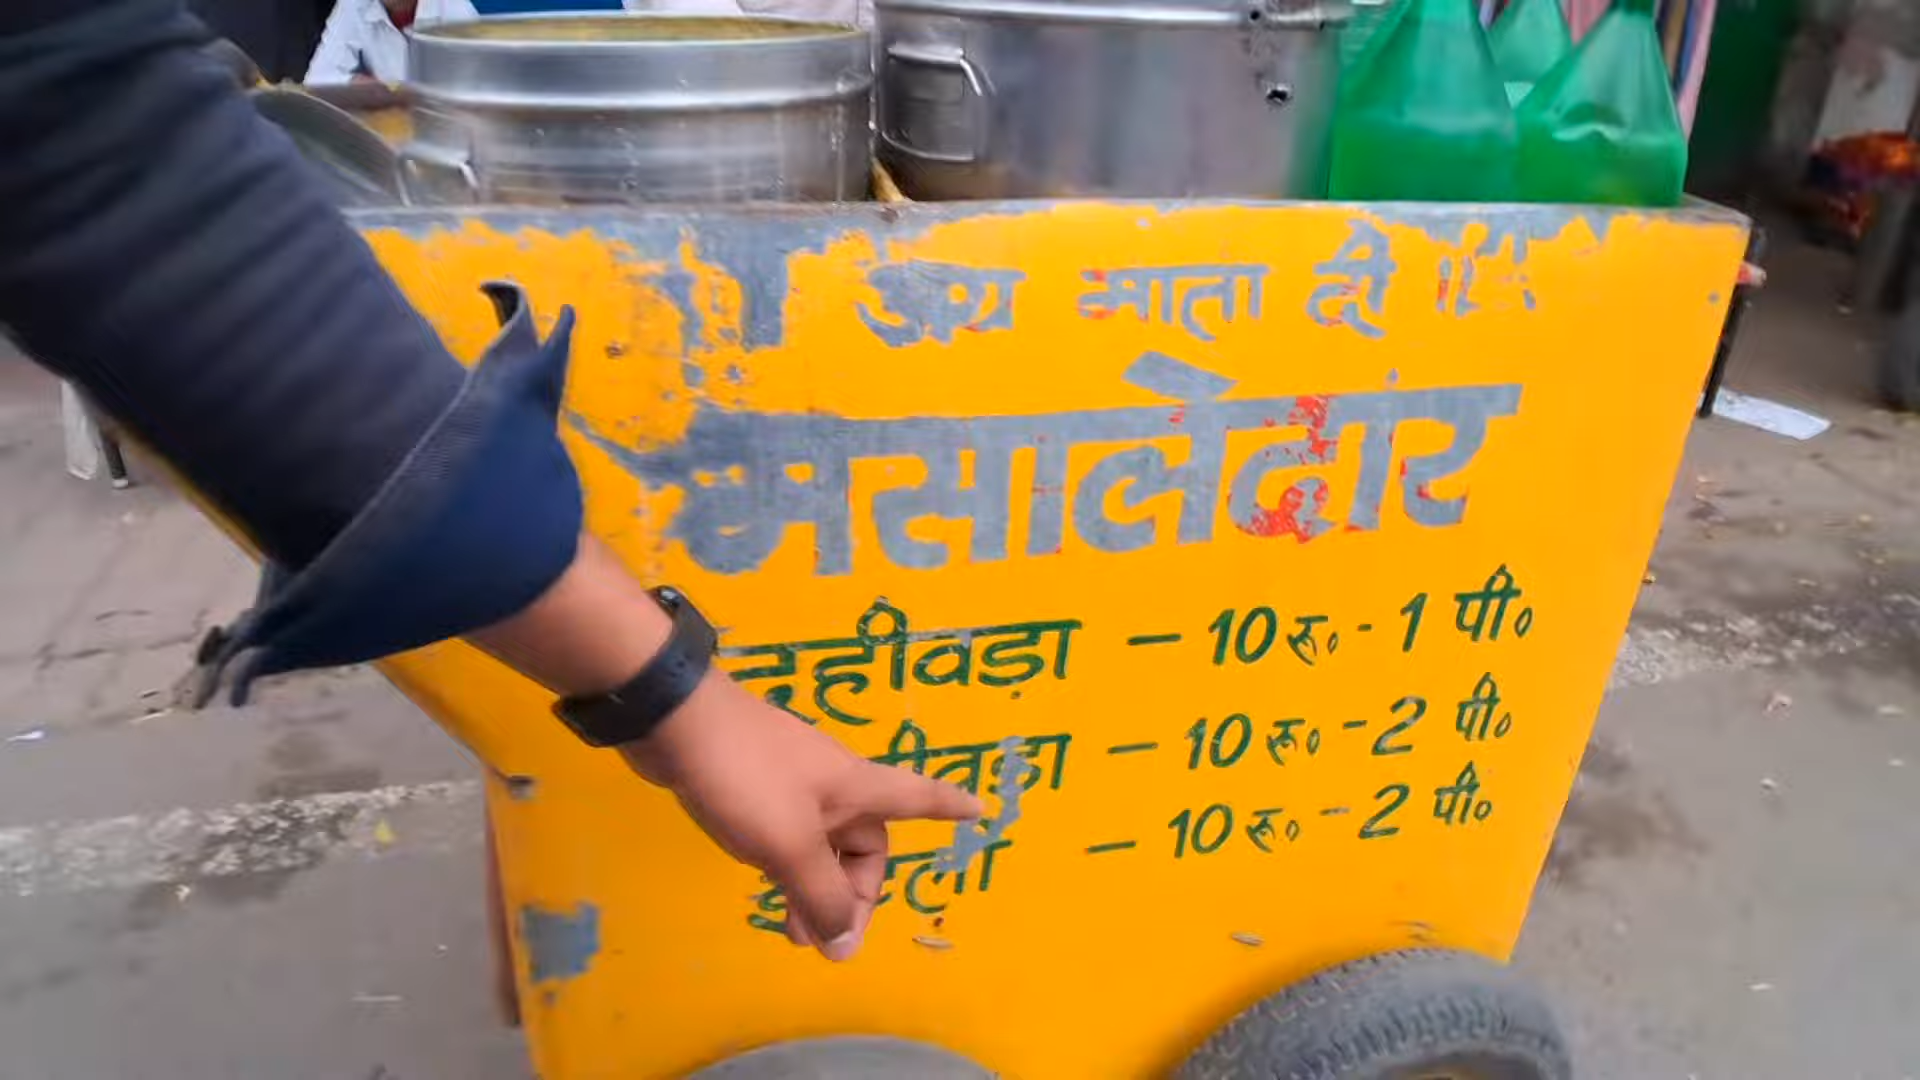 जय माता दी ॥
मसालेदार
दहीवड़ा - 10 रु० - 1 पी०
- 10 रु० - 2 पी०
इडली - 10 रु० - 2 पी०